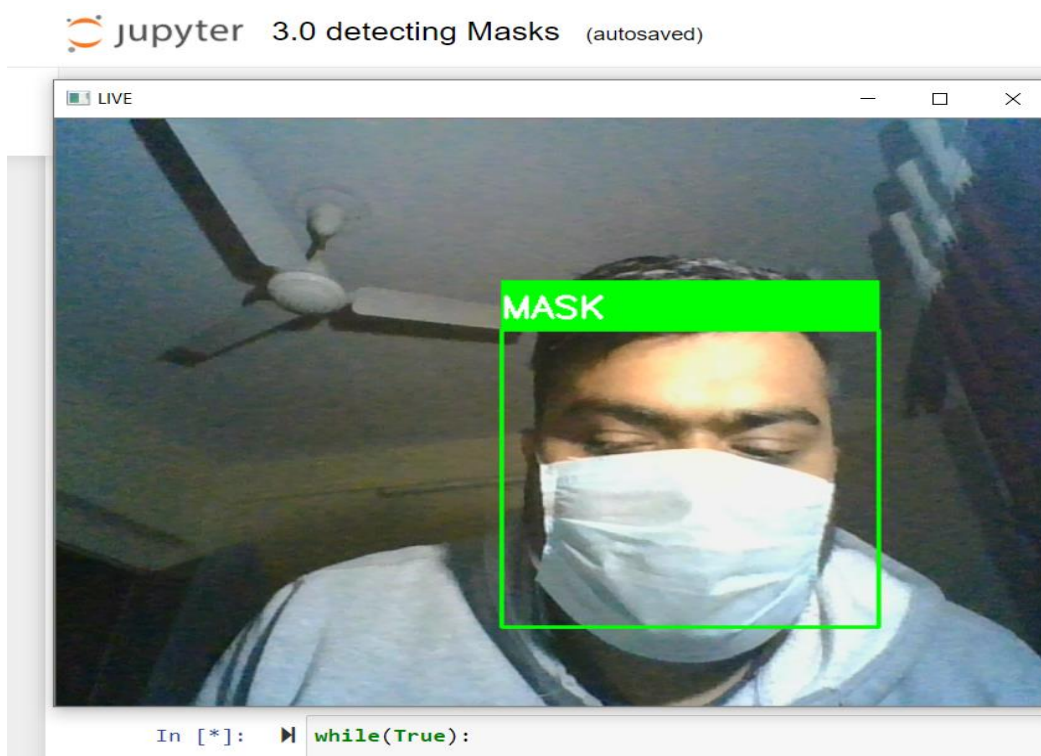 jupyter 3.0 detecting Masks (autosaved)
LIVE
MASK
In [*]: while(True):